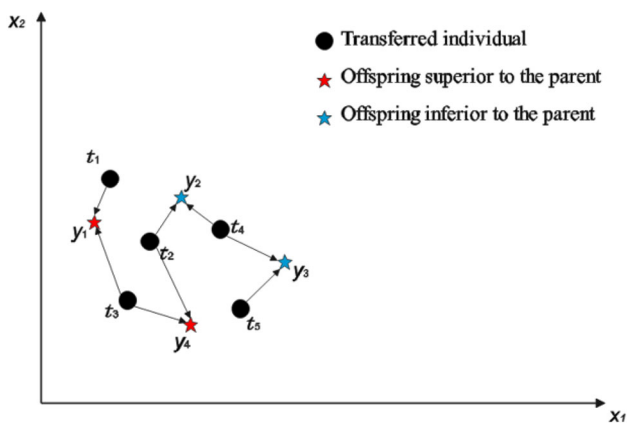 x2
Transferred individual
Offspring superior to the parent
Offspring inferior to the parent
t1
y2
y1
t2
t4
y3
t3
t5
y4
x1